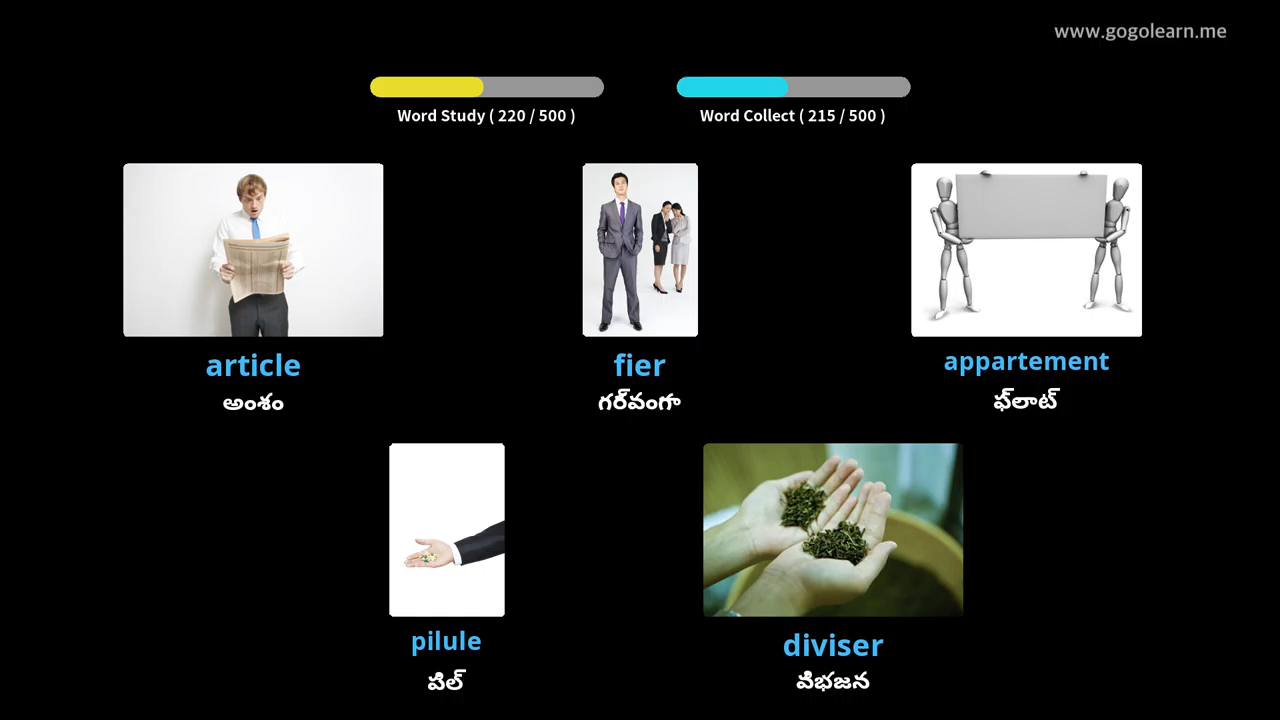 www.gogolearn.me
Word Study ( 220 / 500 )
Word Collect ( 215 / 500 )
article
అంశం
fier
గర్వంగా
appartement
ఫ్లాట్
pilule
పిల్
diviser
విభజన